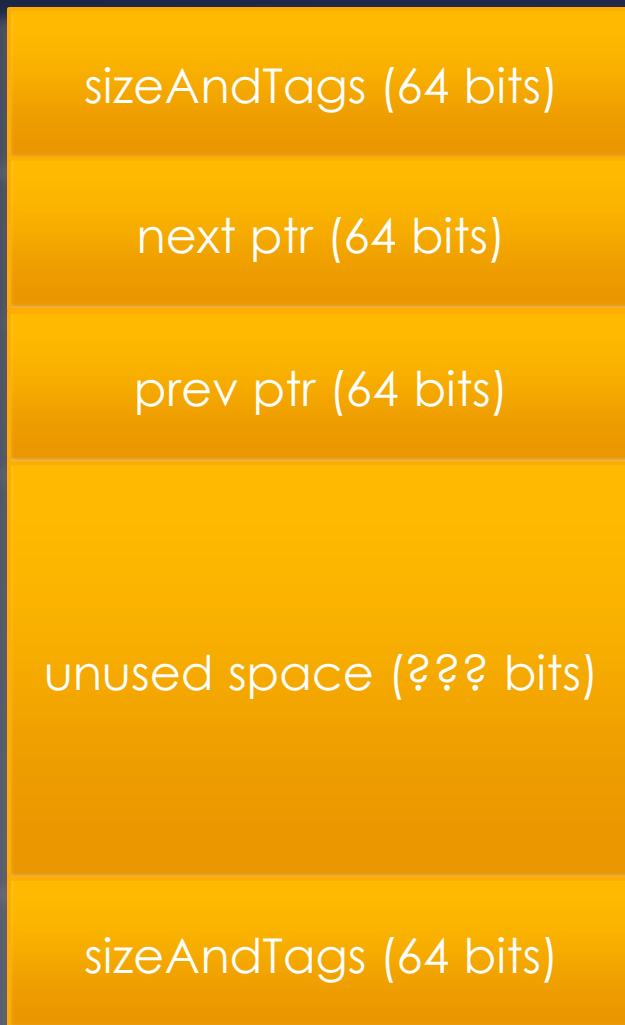 sizeAndTags (64 bits)
next ptr (64 bits)
prev ptr (64 bits)
unused space (??? bits)
sizeAndTags (64 bits)